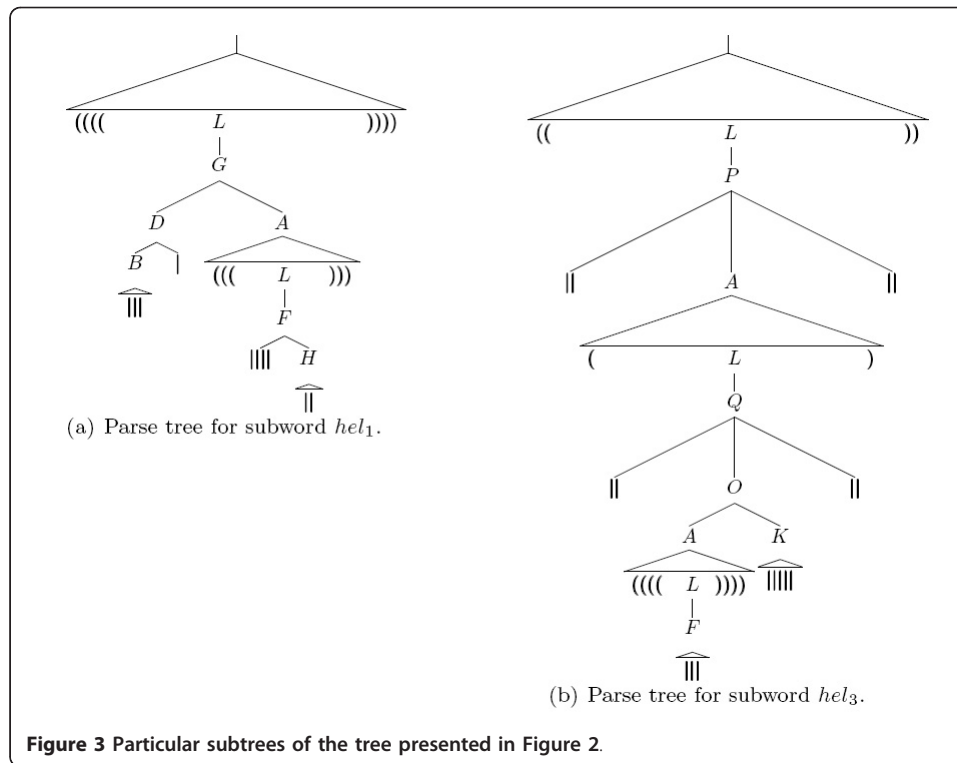 (((( L ))))
G
D A
B | ((( L )))
||| F
|||| H
||
(a) Parse tree for subword hel₁.
(( L ))
P
|| A ||
( L )
Q
|| O ||
A K
(((( L )))) |||||
F
|||
(b) Parse tree for subword hel₃.
Figure 3 Particular subtrees of the tree presented in Figure 2.